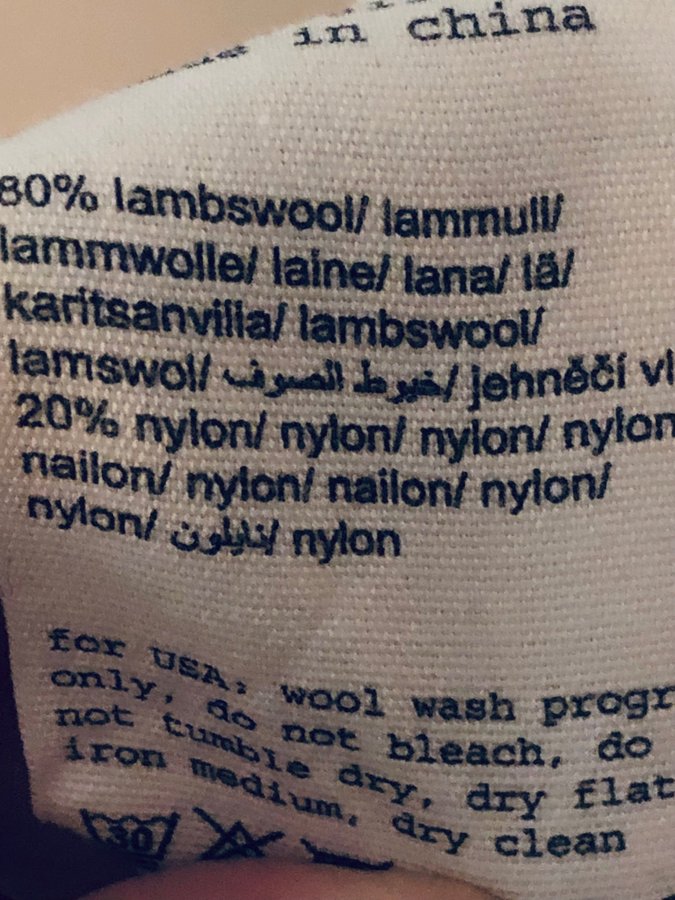 in china
80% lambswool/ lammull/
lammwolle/ laine/ lana/ lã/
karitsanvilla/ lambswool/
lamswol/ خيوط الصوف/ jehněčí vl
20% nylon/ nylon/ nylon/ nylon
nailon/ nylon/ nailon/ nylon/
nylon/ نايلون/ nylon
for USA: wool wash progr
only, do not bleach, do
not tumble dry, dry flat
iron medium, dry clean
30